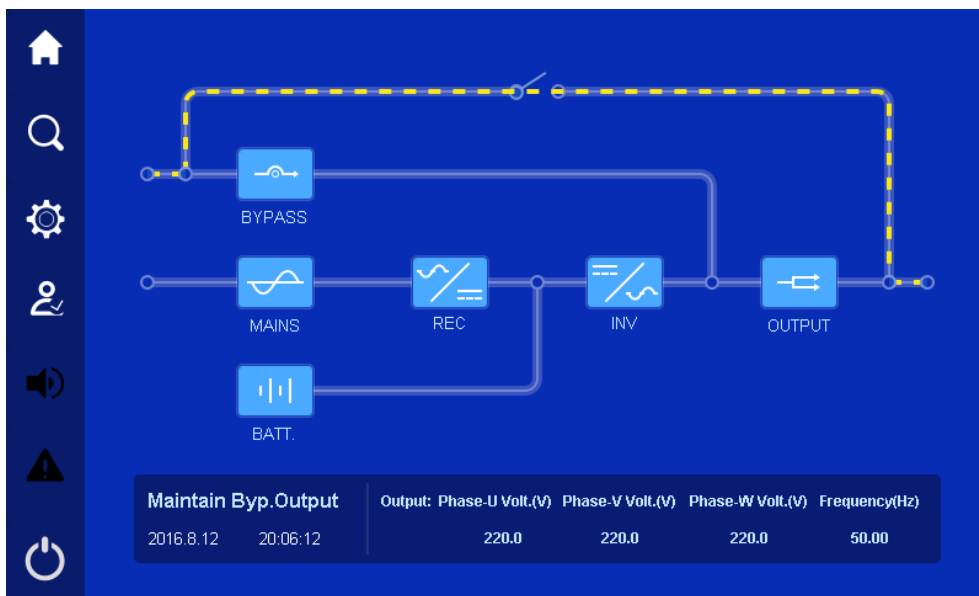 BYPASS
MAINS
REC
INV
OUTPUT
BATT.
Maintain Byp.Output
2016.8.12 20:06:12
Output: Phase-U Volt.(V) Phase-V Volt.(V) Phase-W Volt.(V) Frequency(Hz)
220.0 220.0 220.0 50.00